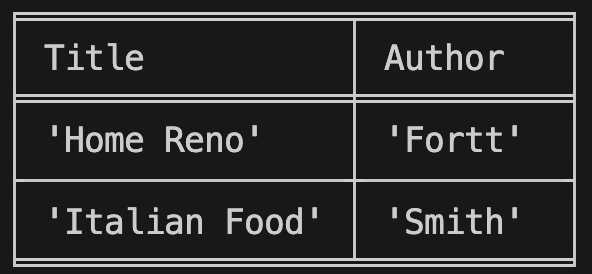 Title Author
'Home Reno' 'Fortt'
'Italian Food' 'Smith'